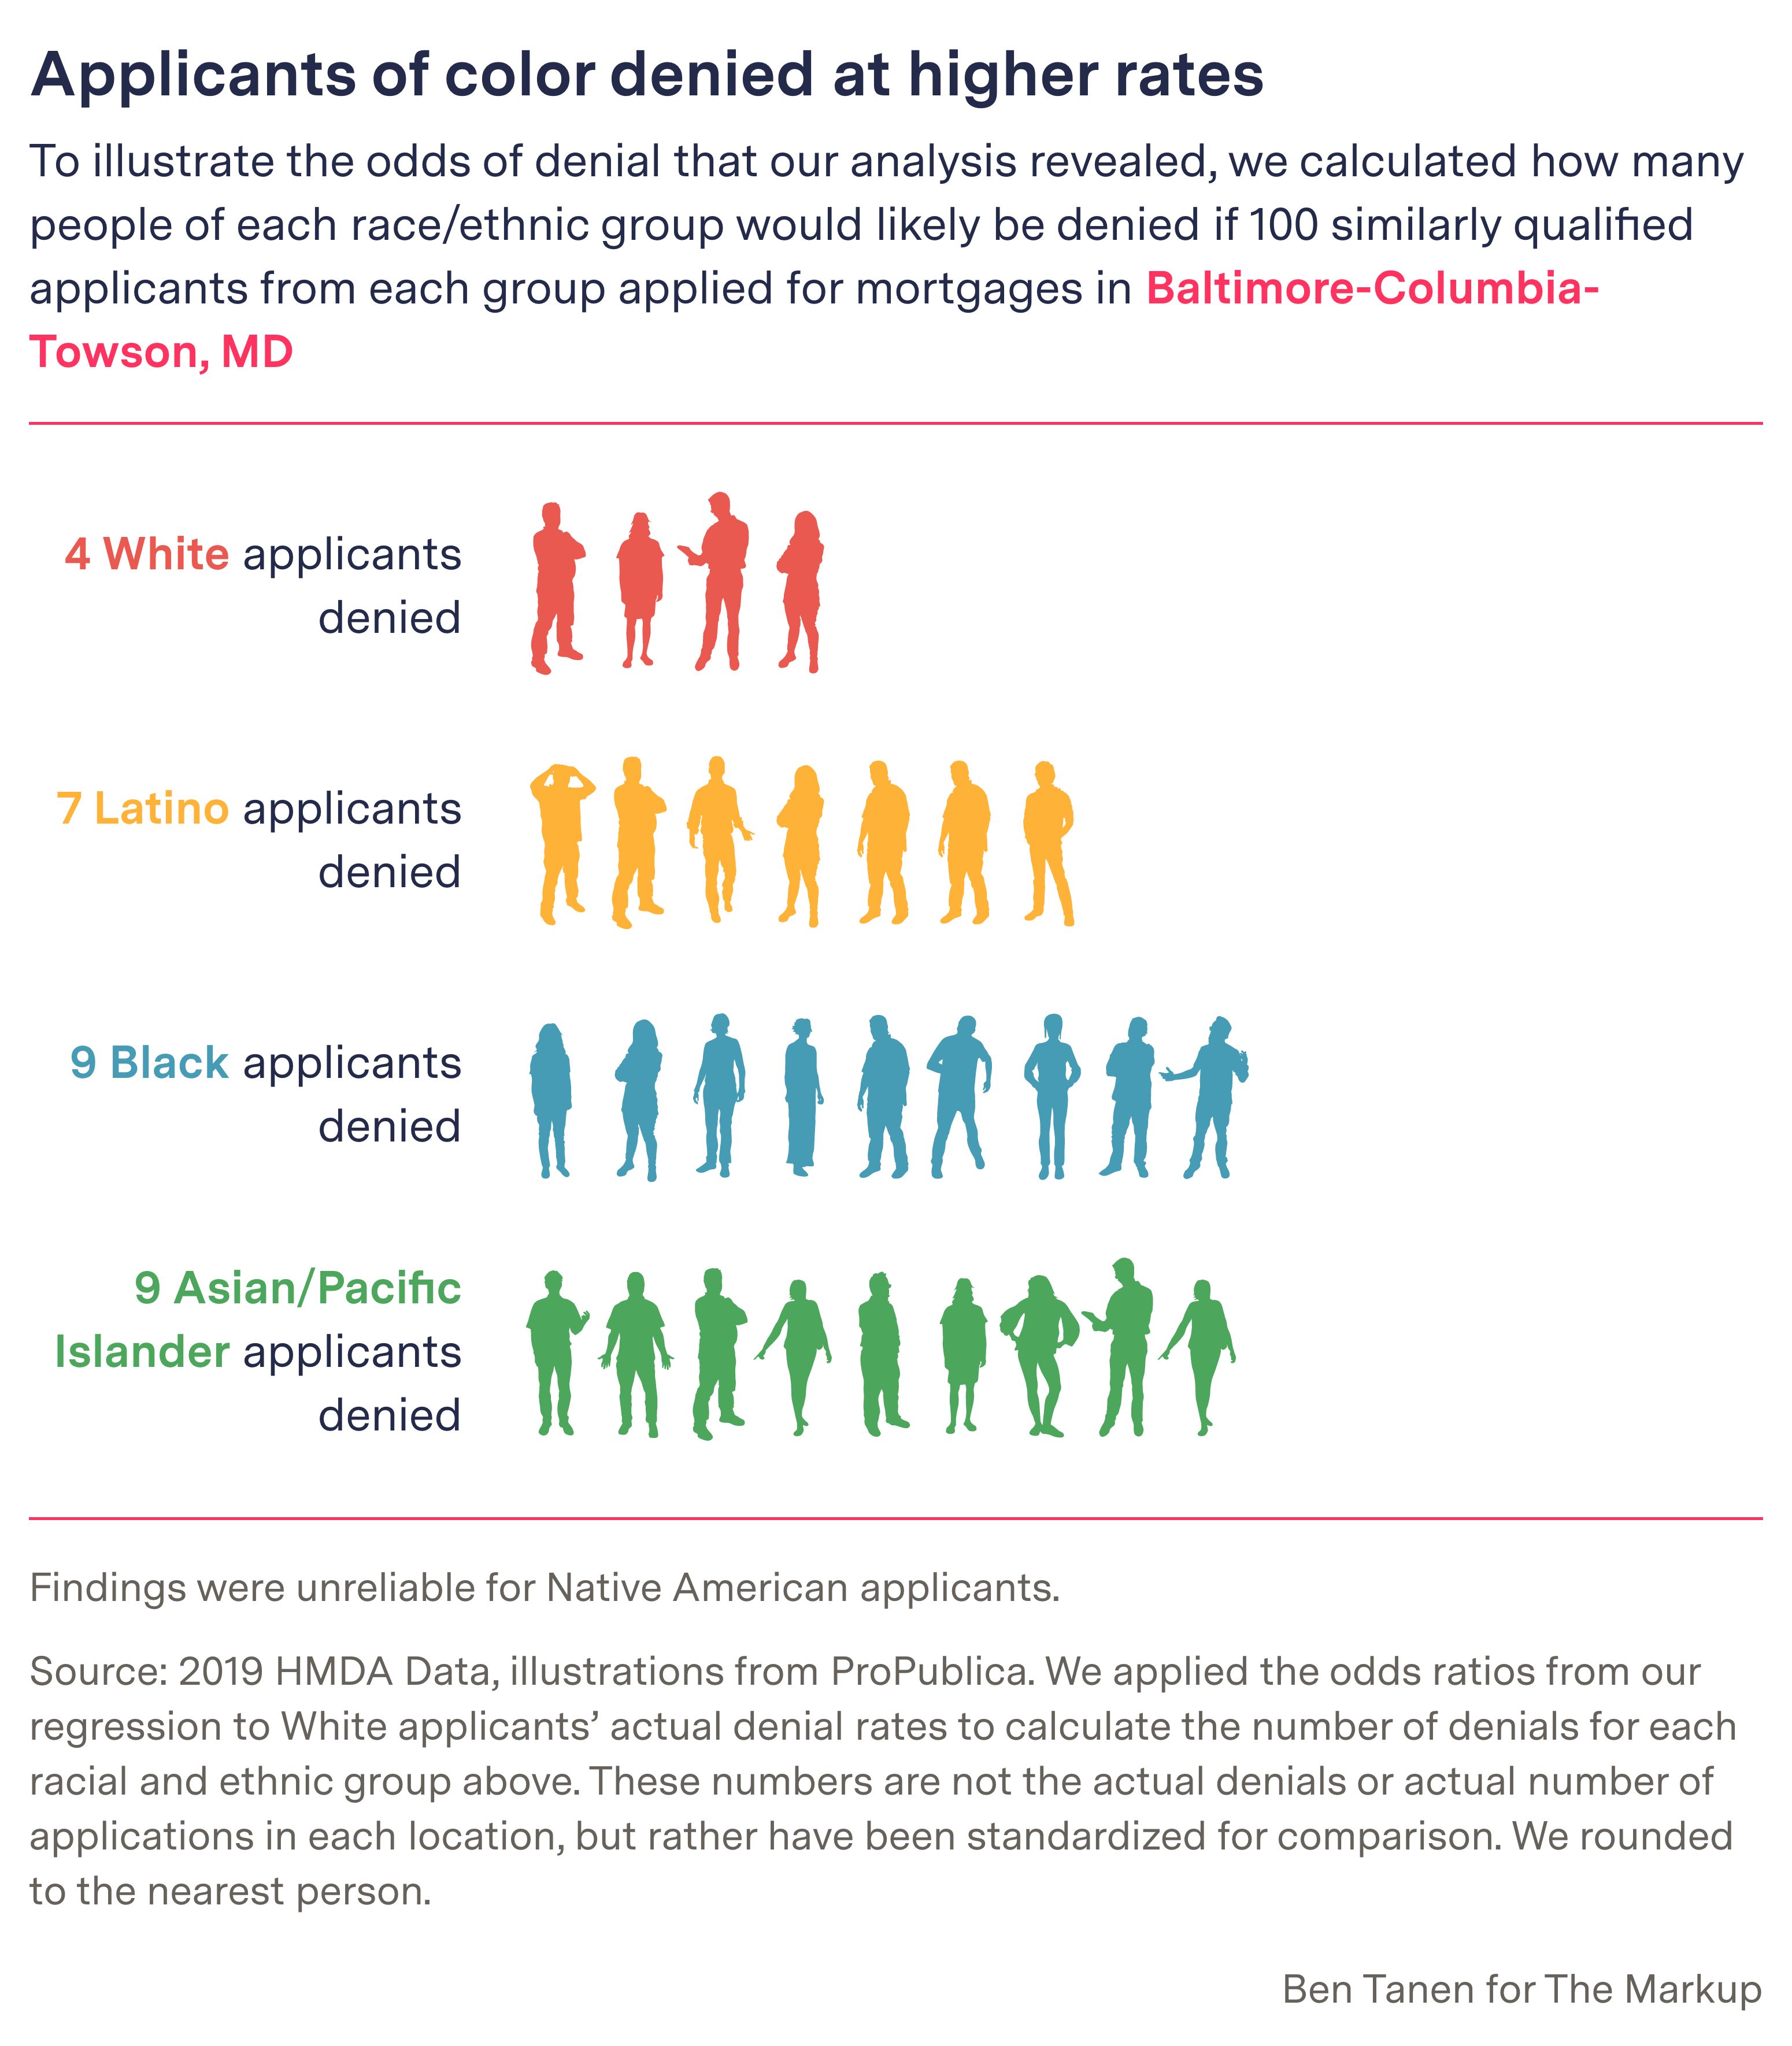 Applicants of color denied at higher rates
To illustrate the odds of denial that our analysis revealed, we calculated how many
people of each race/ethnic group would likely be denied if 100 similarly qualified
applicants from each group applied for mortgages in Baltimore-Columbia-
Towson, MD
4 White applicants
denied
7 Latino applicants
denied
9 Black applicants
denied
9 Asian/Pacific
Islander applicants
denied
Findings were unreliable for Native American applicants.
Source: 2019 HMDA Data, illustrations from ProPublica. We applied the odds ratios from our
regression to White applicants’ actual denial rates to calculate the number of denials for each
racial and ethnic group above. These numbers are not the actual denials or actual number of
applications in each location, but rather have been standardized for comparison. We rounded
to the nearest person.
Ben Tanen for The Markup